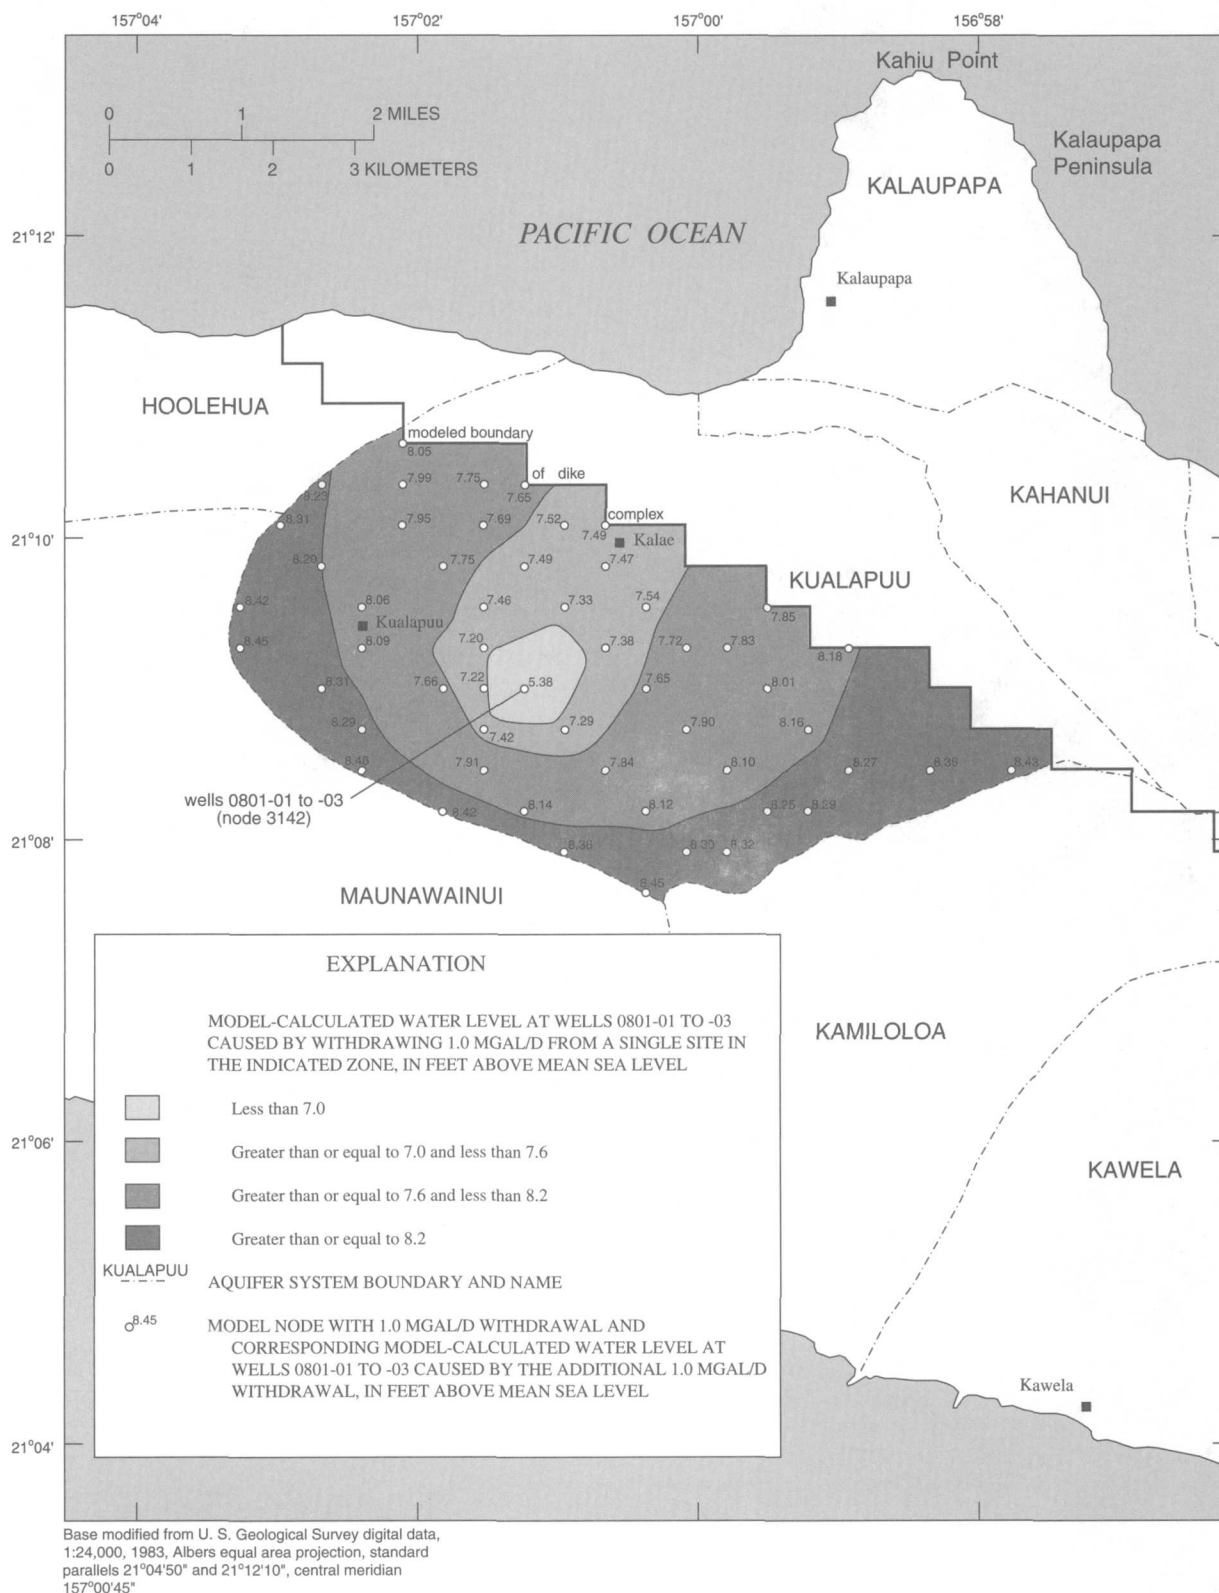 157°04' 157°02' 157°00' 156°58'
Kahiu Point
0 1 2 MILES
0 1 2 3 KILOMETERS
Kalaupapa
Peninsula
KALAUPAPA
PACIFIC OCEAN
21°12'
Kalaupapa
HOOLEHUA
modeled boundary
8.05
of dike
7.99 7.75 7.65
8.23
KAHANUI
complex
8.31 7.95 7.69 7.52 7.49
21°10'
Kalae
8.20 7.75 7.49 7.47
KUALAPUU
8.42 8.06 7.46 7.33 7.54 7.85
Kualapuu
8.45 8.09 7.20 7.38 7.72 7.83 8.18
8.31 7.66 7.22 5.38 7.65 8.01
8.29 7.42 7.29 7.90 8.16
8.46 7.91 7.84 8.10 8.27 8.36 8.43
wells 0801-01 to -03
(node 3142)
8.42 8.14 8.12 8.25 8.29
21°08'
8.36 8.30 8.32
8.45
MAUNAWAINUI
EXPLANATION
MODEL-CALCULATED WATER LEVEL AT WELLS 0801-01 TO -03
CAUSED BY WITHDRAWING 1.0 MGAL/D FROM A SINGLE SITE IN
THE INDICATED ZONE, IN FEET ABOVE MEAN SEA LEVEL
Less than 7.0
Greater than or equal to 7.0 and less than 7.6
Greater than or equal to 7.6 and less than 8.2
Greater than or equal to 8.2
KUALAPUU
AQUIFER SYSTEM BOUNDARY AND NAME
8.45
MODEL NODE WITH 1.0 MGAL/D WITHDRAWAL AND
CORRESPONDING MODEL-CALCULATED WATER LEVEL AT
WELLS 0801-01 TO -03 CAUSED BY THE ADDITIONAL 1.0 MGAL/D
WITHDRAWAL, IN FEET ABOVE MEAN SEA LEVEL
KAMILOLOA
21°06'
KAWELA
Kawela
21°04'
Base modified from U. S. Geological Survey digital data,
1:24,000, 1983, Albers equal area projection, standard
parallels 21°04'50" and 21°12'10", central meridian
157°00'45"